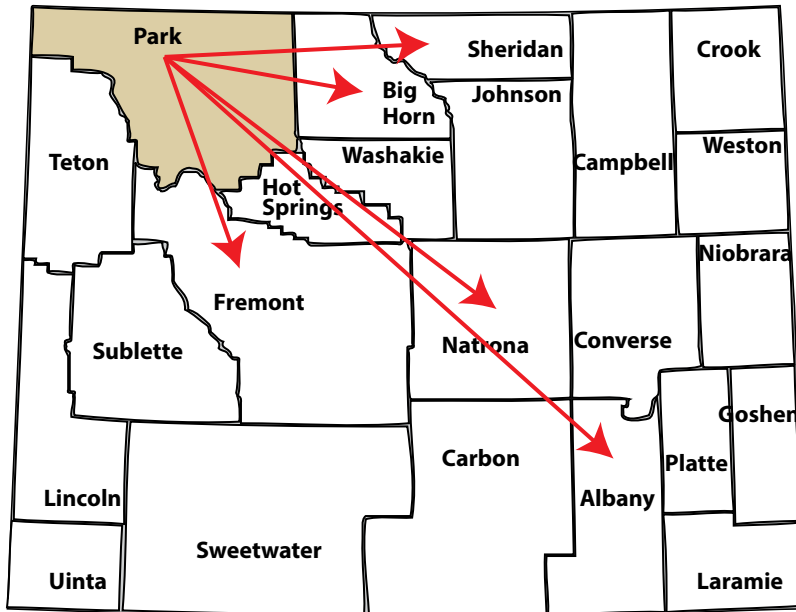 Park
Sheridan
Crook
Big
Horn
Johnson
Teton
Washakie
Campbell
Weston
Hot
Springs
Niobrara
Fremont
Sublette
Natrona
Converse
Goshen
Carbon
Platte
Lincoln
Albany
Sweetwater
Uinta
Laramie